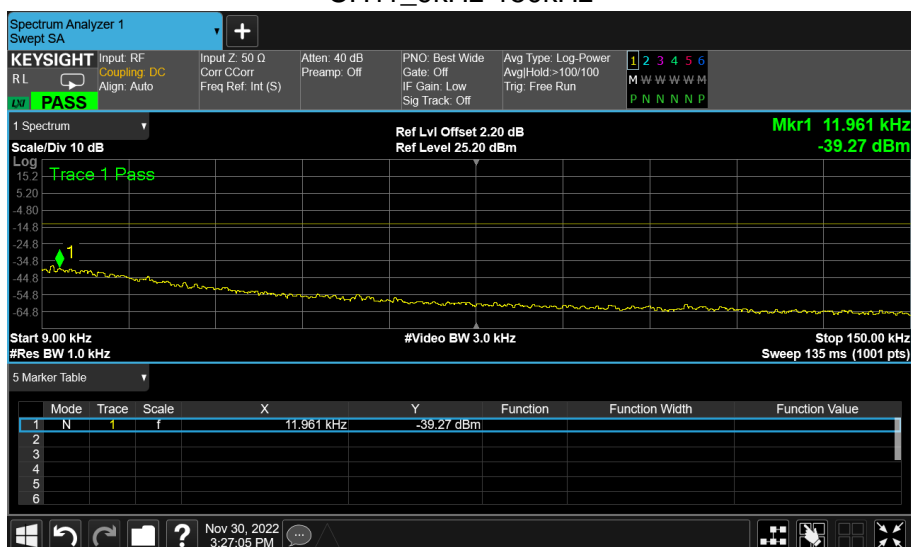 Spectrum Analyzer 1
Swept SA
+
KEYSIGHT
RL
LXI PASS
Input: RF
Coupling: DC
Align: Auto
Input Z: 50 Ω
Corr CCorr
Freq Ref: Int (S)
Atten: 40 dB
Preamp: Off
PNO: Best Wide
Gate: Off
IF Gain: Low
Sig Track: Off
Avg Type: Log-Power
Avg|Hold:>100/100
Trig: Free Run
1 2 3 4 5 6
M W W W W M
P N N N N P
1 Spectrum
Scale/Div 10 dB
Ref Lvl Offset 2.20 dB
Ref Level 25.20 dBm
Mkr1 11.961 kHz
-39.27 dBm
Log
Trace 1 Pass
15.2
5.20
-4.80
-14.8
-24.8
-34.8
-44.8
-54.8
-64.8
1
Start 9.00 kHz
#Res BW 1.0 kHz
#Video BW 3.0 kHz
Stop 150.00 kHz
Sweep 135 ms (1001 pts)
5 Marker Table
Mode Trace Scale X Y Function Function Width Function Value
1 N 1 f 11.961 kHz -39.27 dBm
2
3
4
5
6
?
Nov 30, 2022
3:27:05 PM